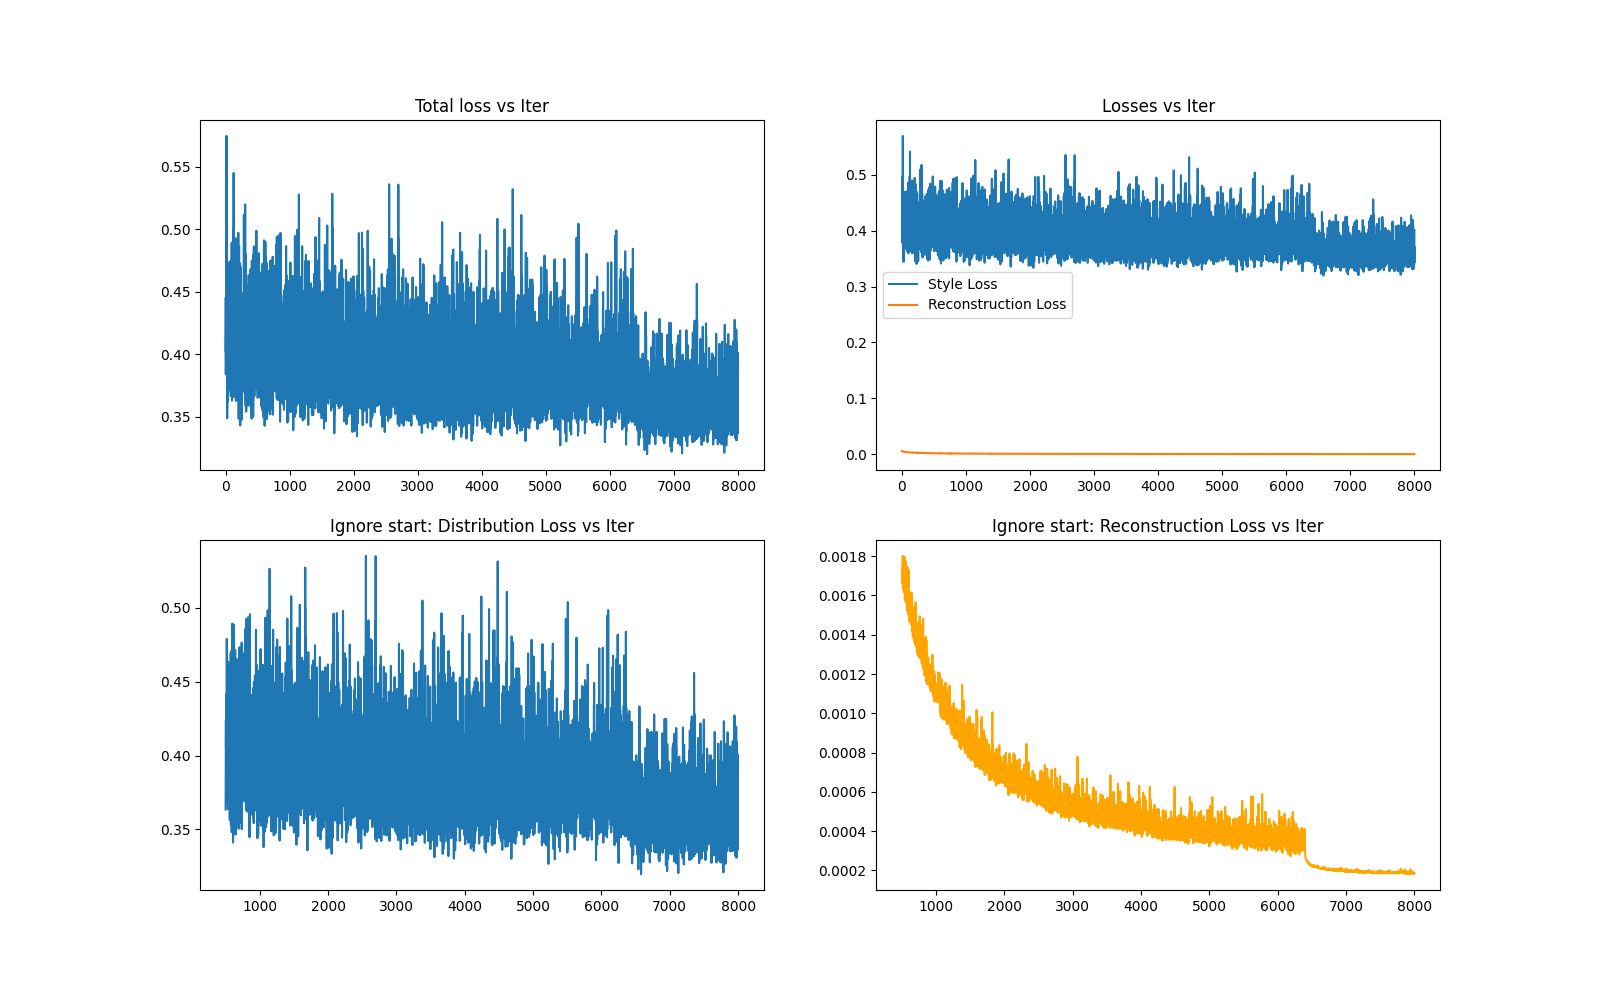 Total loss vs Iter
0.55
0.50
0.45
0.40
0.35
0 1000 2000 3000 4000 5000 6000 7000 8000
Losses vs Iter
0.5
0.4
0.3
0.2
0.1
0.0
Style Loss
Reconstruction Loss
0 1000 2000 3000 4000 5000 6000 7000 8000
Ignore start: Distribution Loss vs Iter
0.50
0.45
0.40
0.35
1000 2000 3000 4000 5000 6000 7000 8000
Ignore start: Reconstruction Loss vs Iter
0.0018
0.0016
0.0014
0.0012
0.0010
0.0008
0.0006
0.0004
0.0002
1000 2000 3000 4000 5000 6000 7000 8000